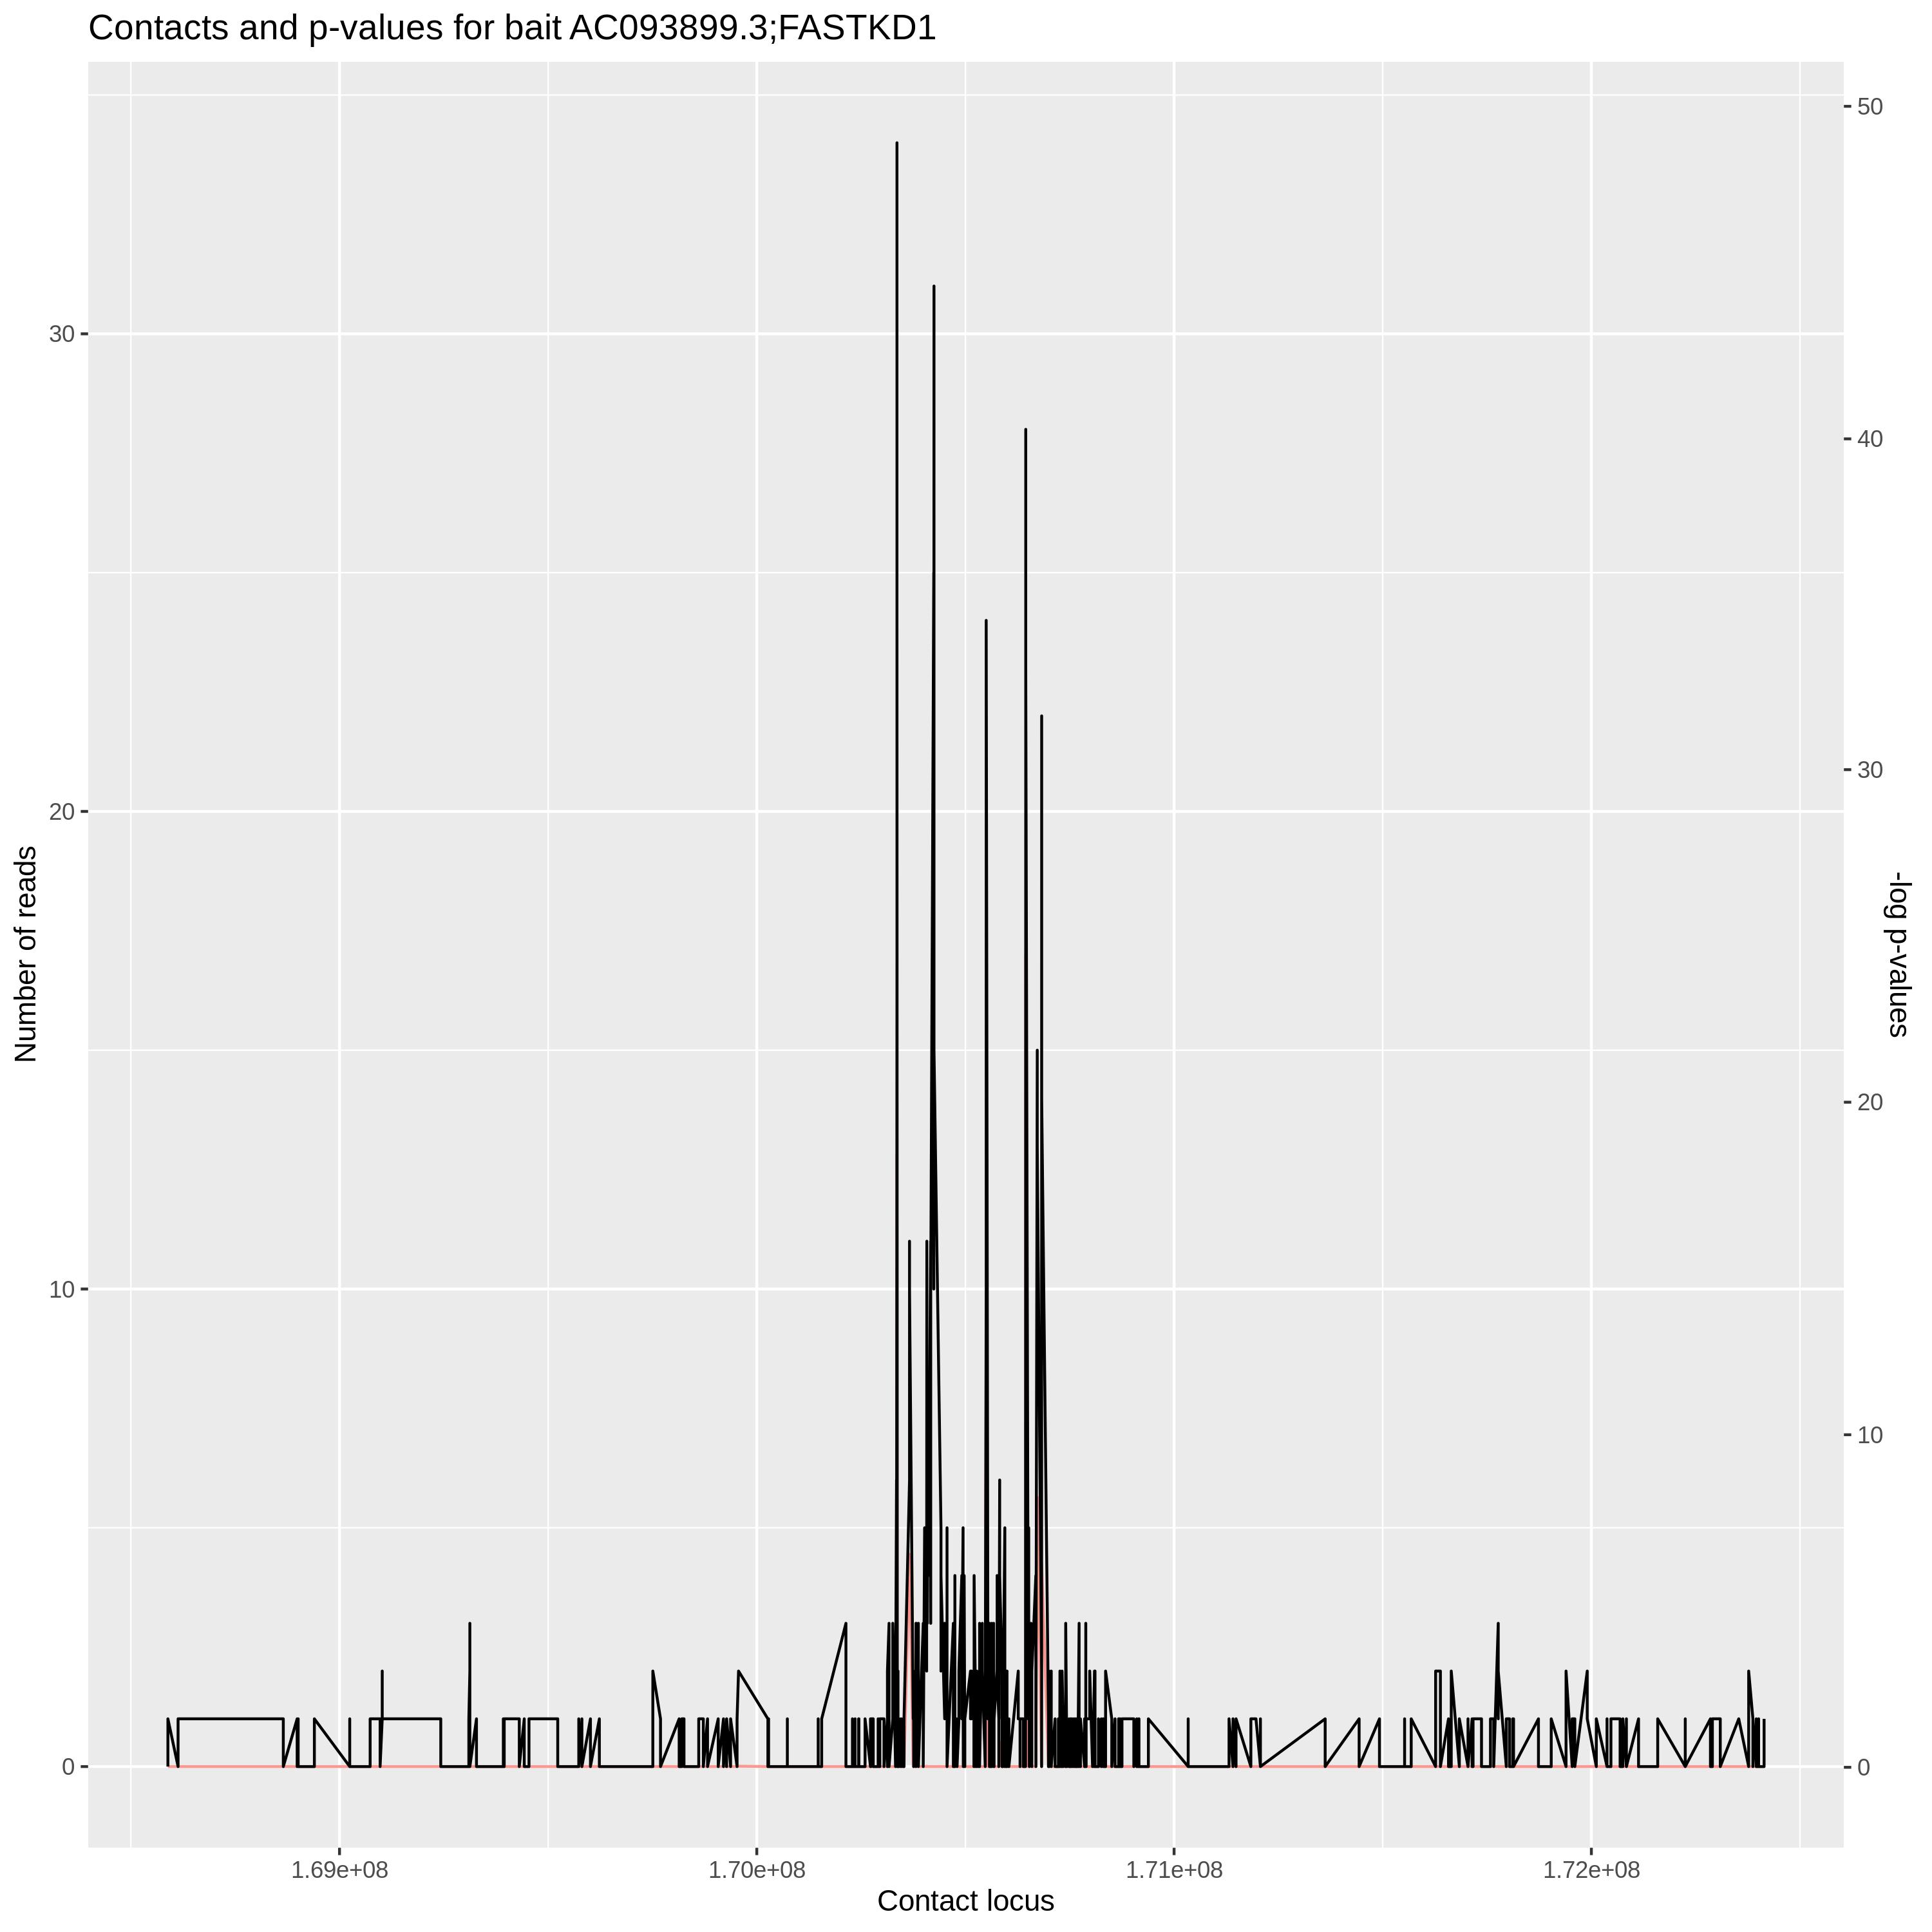 Contacts and p-values for bait AC093899.3;FASTKD1
50
30
40
20
30
Number of reads
-log p-values
20
10
10
0
0
1.69e+08 1.70e+08 1.71e+08 1.72e+08
Contact locus